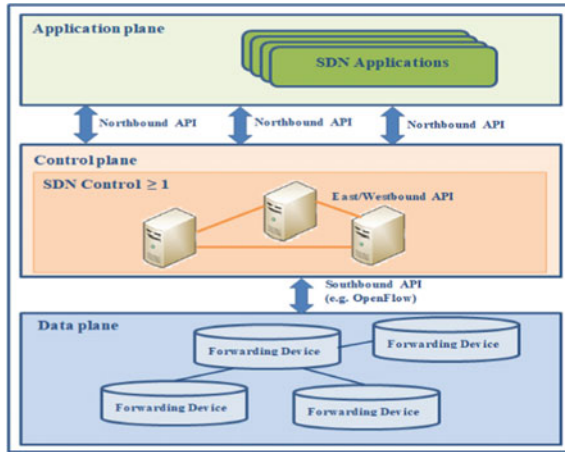 Application plane
SDN Applications
Northbound API
Northbound API
Northbound API
Control plane
SDN Control ≥ 1
East/Westbound API
Southbound API
(e.g. OpenFlow)
Data plane
Forwarding Device
Forwarding Device
Forwarding Device
Forwarding Device